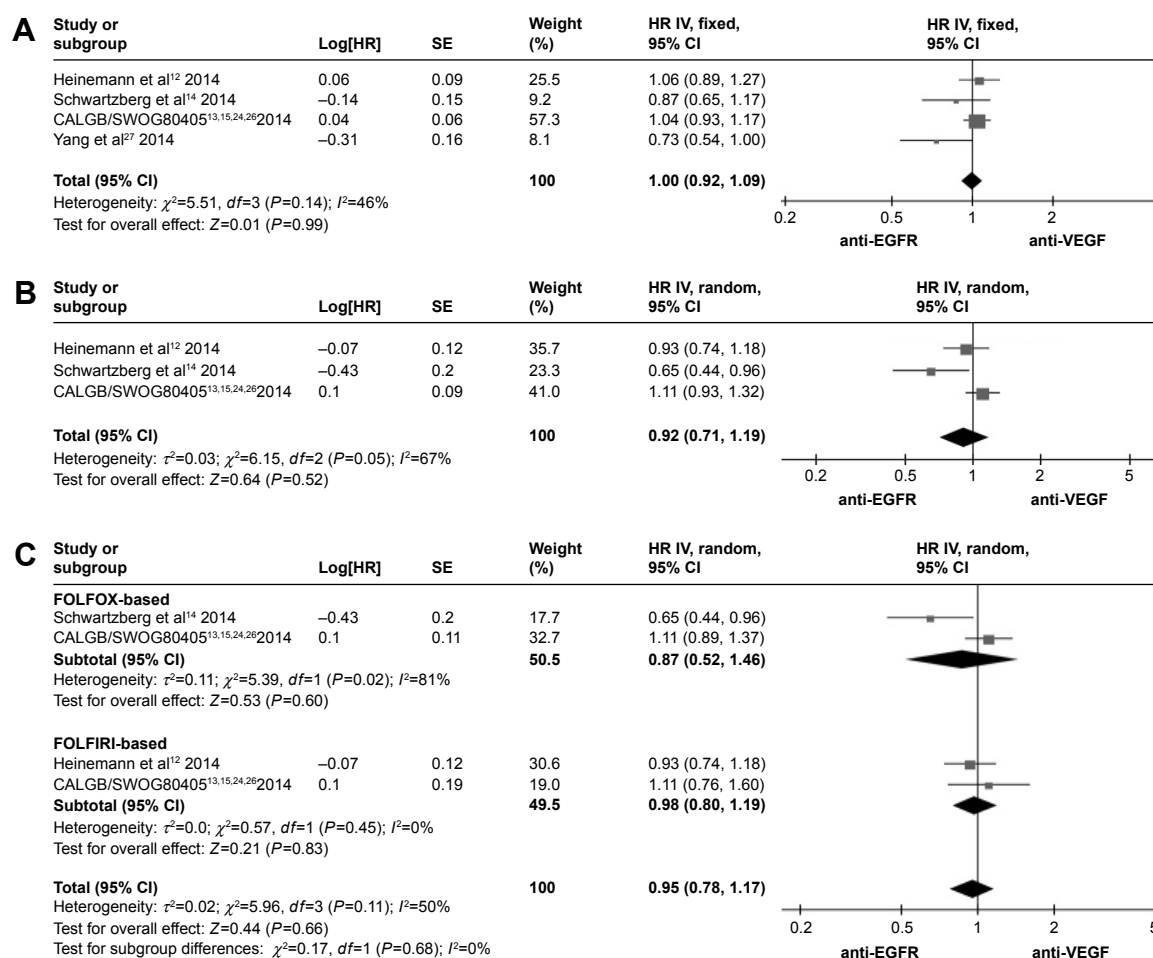 A
Study or subgroup Log[HR] SE Weight (%) HR IV, fixed, 95% CI HR IV, fixed, 95% CI
Heinemann et al12 2014 0.06 0.09 25.5 1.06 (0.89, 1.27)
Schwartzberg et al14 2014 –0.14 0.15 9.2 0.87 (0.65, 1.17)
CALGB/SWOG8040513,15,24,262014 0.04 0.06 57.3 1.04 (0.93, 1.17)
Yang et al27 2014 –0.31 0.16 8.1 0.73 (0.54, 1.00)
Total (95% CI) 100 1.00 (0.92, 1.09)
Heterogeneity: χ2=5.51, df=3 (P=0.14); I2=46%
Test for overall effect: Z=0.01 (P=0.99)
0.2 0.5 1 2
anti-EGFR anti-VEGF
B
Study or subgroup Log[HR] SE Weight (%) HR IV, random, 95% CI HR IV, random, 95% CI
Heinemann et al12 2014 –0.07 0.12 35.7 0.93 (0.74, 1.18)
Schwartzberg et al14 2014 –0.43 0.2 23.3 0.65 (0.44, 0.96)
CALGB/SWOG8040513,15,24,262014 0.1 0.09 41.0 1.11 (0.93, 1.32)
Total (95% CI) 100 0.92 (0.71, 1.19)
Heterogeneity: τ2=0.03; χ2=6.15, df=2 (P=0.05); I2=67%
Test for overall effect: Z=0.64 (P=0.52)
0.2 0.5 1 2 5
anti-EGFR anti-VEGF
C
Study or subgroup Log[HR] SE Weight (%) HR IV, random, 95% CI HR IV, random, 95% CI
FOLFOX-based
Schwartzberg et al14 2014 –0.43 0.2 17.7 0.65 (0.44, 0.96)
CALGB/SWOG8040513,15,24,262014 0.1 0.11 32.7 1.11 (0.89, 1.37)
Subtotal (95% CI) 50.5 0.87 (0.52, 1.46)
Heterogeneity: τ2=0.11; χ2=5.39, df=1 (P=0.02); I2=81%
Test for overall effect: Z=0.53 (P=0.60)
FOLFIRI-based
Heinemann et al12 2014 –0.07 0.12 30.6 0.93 (0.74, 1.18)
CALGB/SWOG8040513,15,24,262014 0.1 0.19 19.0 1.11 (0.76, 1.60)
Subtotal (95% CI) 49.5 0.98 (0.80, 1.19)
Heterogeneity: τ2=0.0; χ2=0.57, df=1 (P=0.45); I2=0%
Test for overall effect: Z=0.21 (P=0.83)
Total (95% CI) 100 0.95 (0.78, 1.17)
Heterogeneity: τ2=0.02; χ2=5.96, df=3 (P=0.11); I2=50%
Test for overall effect: Z=0.44 (P=0.66)
Test for subgroup differences: χ2=0.17, df=1 (P=0.68); I2=0%
0.2 0.5 1 2 5
anti-EGFR anti-VEGF